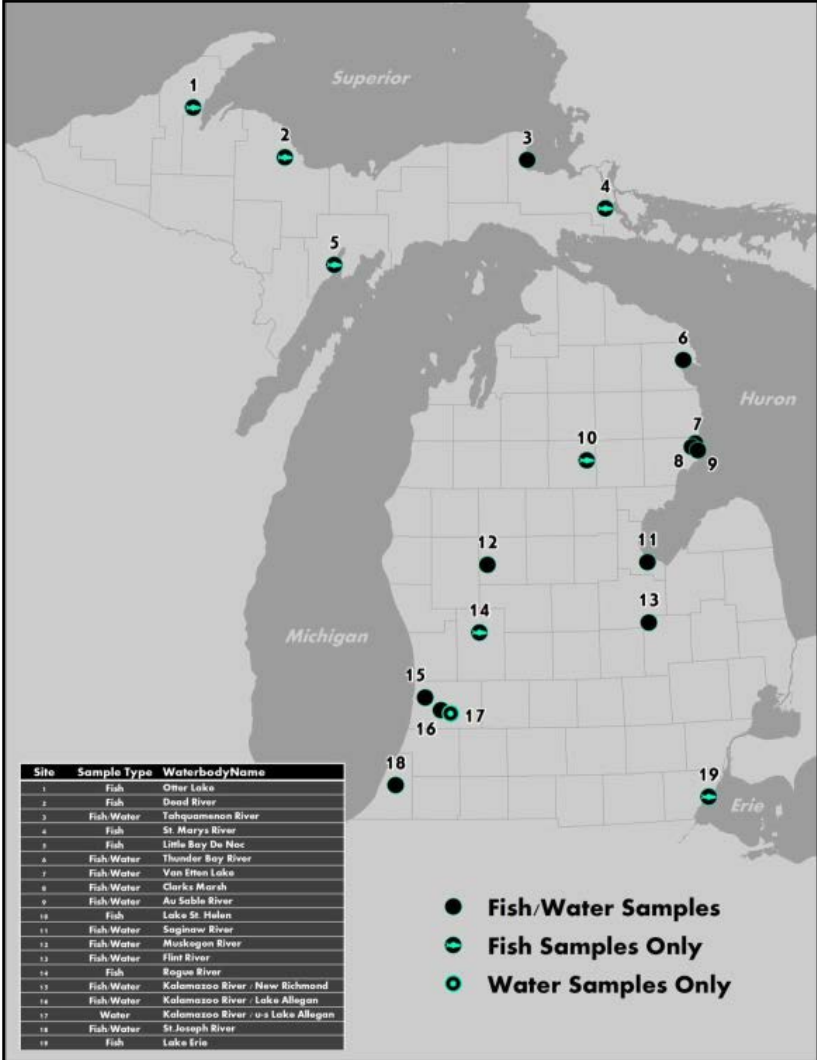 Superior
1
2
3
4
5
6
Huron
7
10
8
9
12
11
13
14
Michigan
15
16
17
18
19
Erie
Site Sample Type WaterbodyName
1 Fish Otter Lake
2 Fish Dead River
3 Fish/Water Tahquamenon River
4 Fish St. Marys River
5 Fish Little Bay De Noc
6 Fish/Water Thunder Bay River
7 Fish/Water Van Etten Lake
8 Fish/Water Clarks Marsh
9 Fish/Water Au Sable River
10 Fish Lake St. Helen
11 Fish/Water Saginaw River
12 Fish/Water Muskegon River
13 Fish/Water Flint River
14 Fish Rogue River
15 Fish/Water Kalamazoo River / New Richmond
16 Fish/Water Kalamazoo River / Lake Allegan
17 Water Kalamazoo River / u-s Lake Allegan
18 Fish/Water St.Joseph River
19 Fish Lake Erie
Fish/Water Samples
Fish Samples Only
Water Samples Only